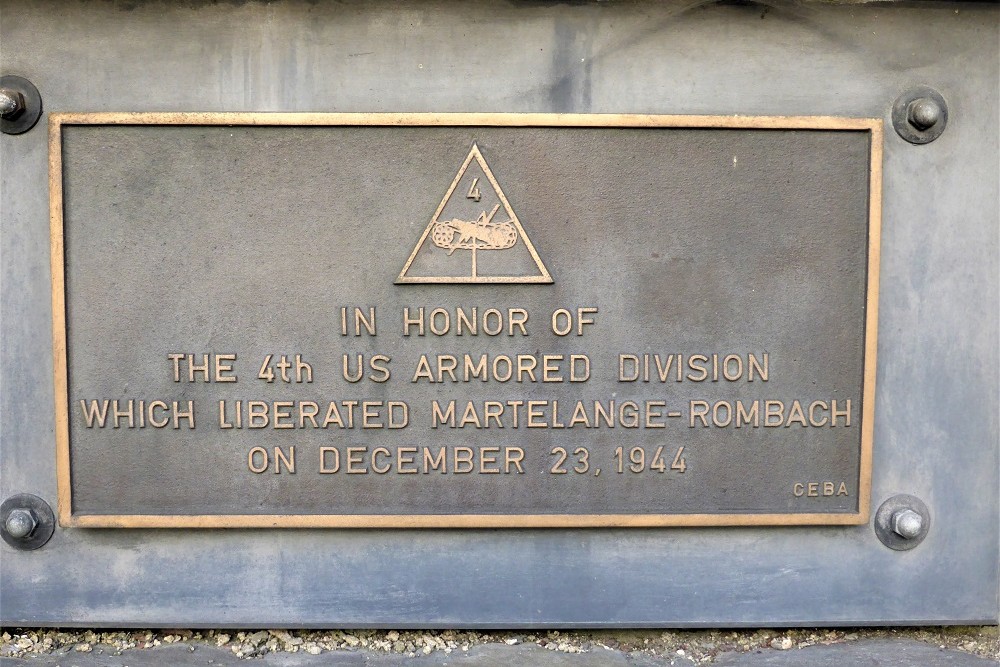 4
IN HONOR OF
THE 4th US ARMORED DIVISION
WHICH LIBERATED MARTELANGE-ROMBACH
ON DECEMBER 23, 1944
CEBA